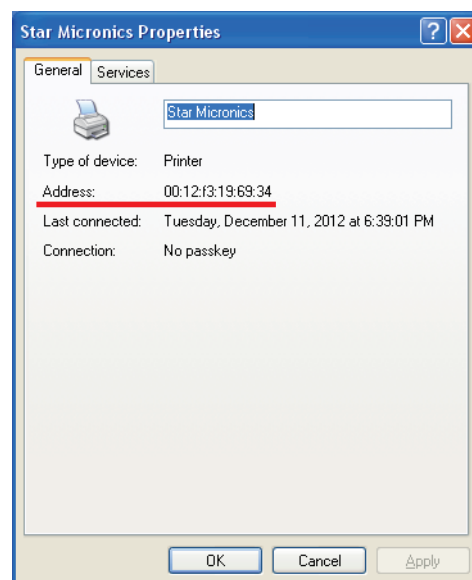 Star Micronics Properties
General Services
Star Micronics
Type of device: Printer
Address: 00:12:f3:19:69:34
Last connected: Tuesday, December 11, 2012 at 6:39:01 PM
Connection: No passkey
OK Cancel Apply